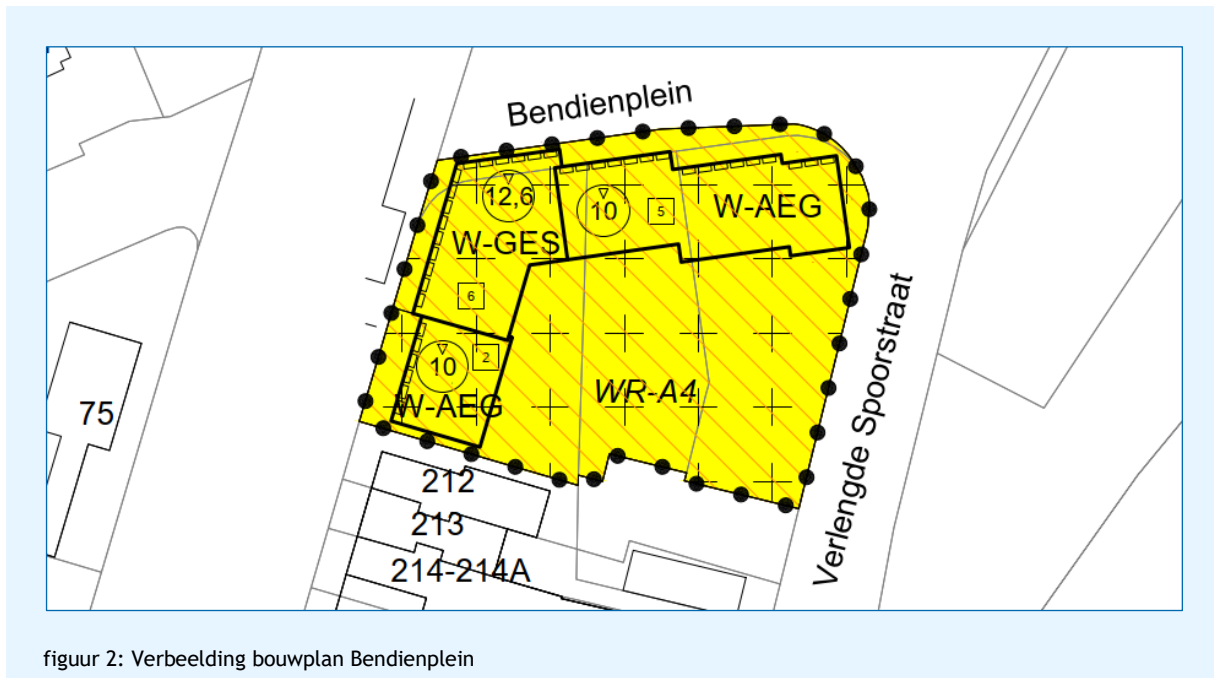 Bendienplein
12,6
10
5
W-AEG
W-GES
6
10
2
W-AEG
WR-A4
Verlengde Spoorstraat
75
212
213
214-214A
figuur 2: Verbeelding bouwplan Bendienplein